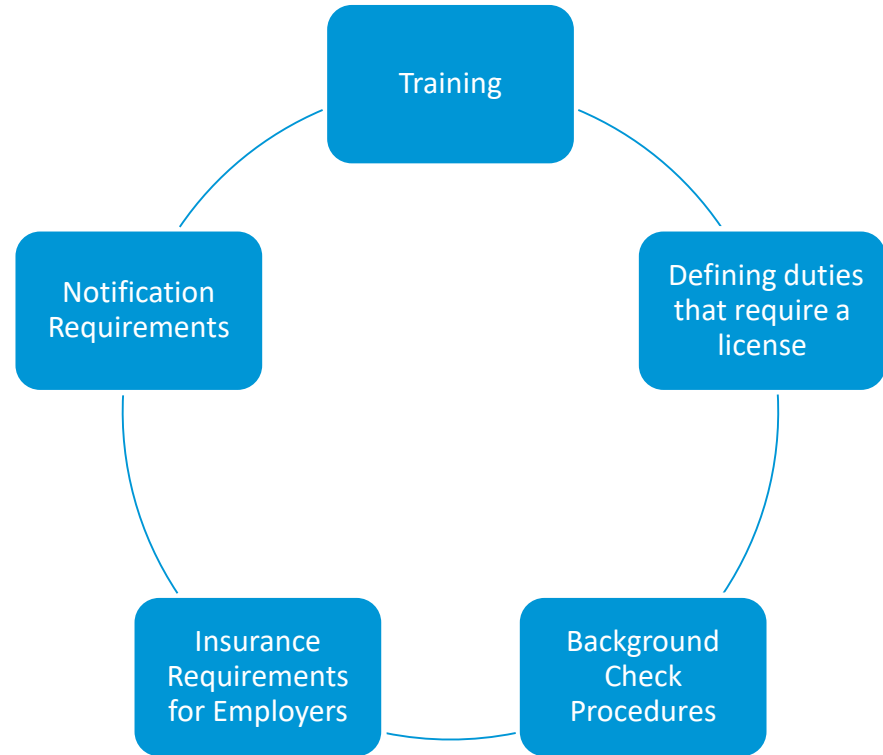 Training
Defining duties
that require a
license
Background
Check
Procedures
Insurance
Requirements
for Employers
Notification
Requirements